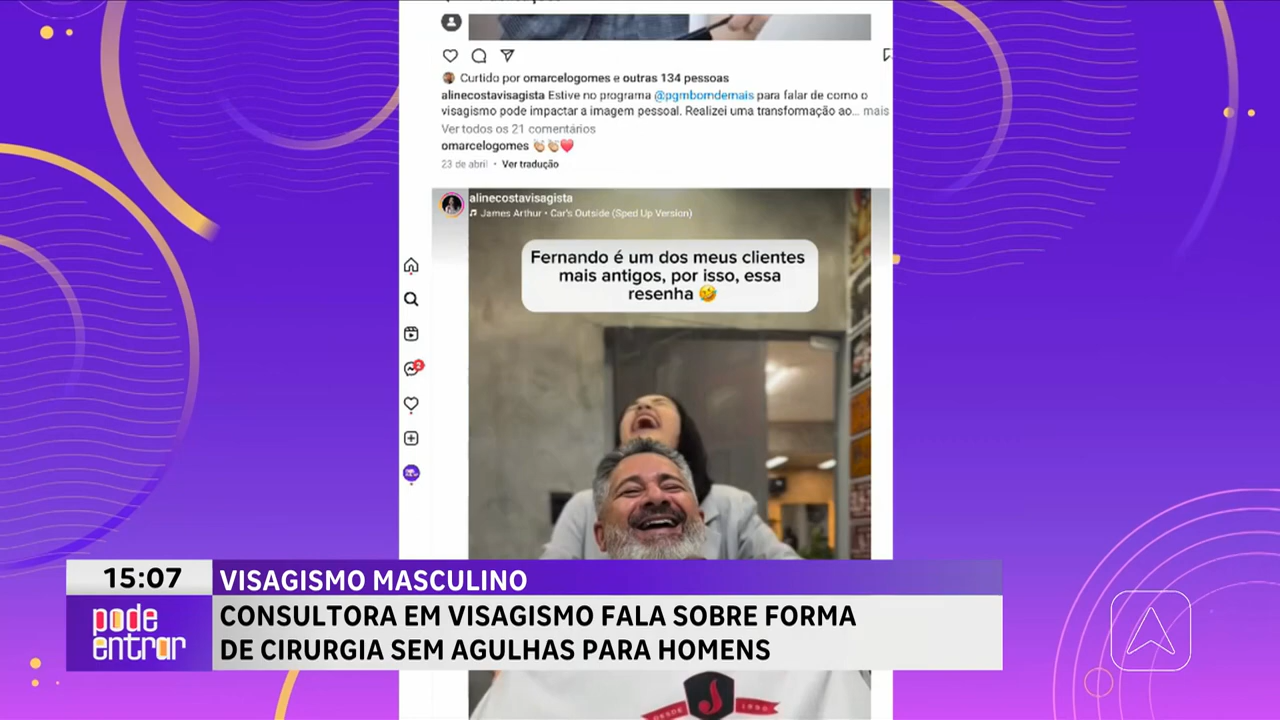 Curtido por omarcelogomes e outras 134 pessoas
alinecostavisagista Estive no programa @pgmbomdemais para falar de como o
visagismo pode impactar a imagem pessoal. Realizei uma transformação ao... mais
Ver todos os 21 comentários
omarcelogomes 👏🏼👏🏼❤️
23 de abril • Ver tradução
alinecostavisagista
James Arthur • Car's Outside (Sped Up Version)
Fernando é um dos meus clientes
mais antigos, por isso, essa
resenha 🤣
2
15:07
VISAGISMO MASCULINO
pode
entrar
CONSULTORA EM VISAGISMO FALA SOBRE FORMA
DE CIRURGIA SEM AGULHAS PARA HOMENS
J
DESDE 1990